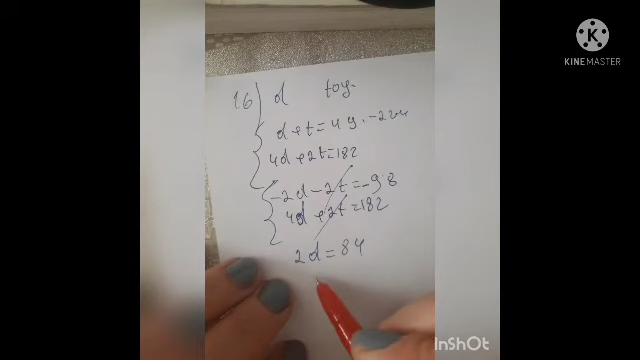 16) d toy
d+t=49 · -2
4d+2t=182
-2d-2t=-98
4d+2t=182
2d=84
K
KINEMASTER
InShOt